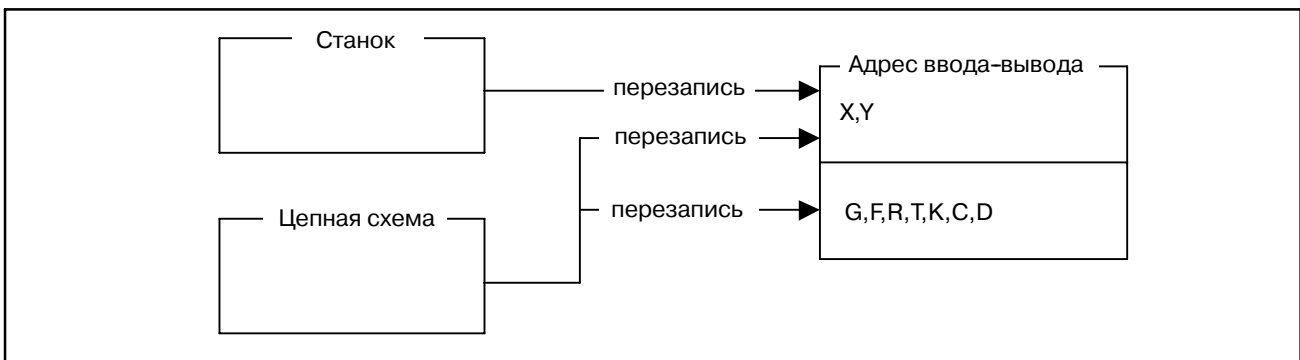 Станок
Адрес ввода-вывода
перезапись
X,Y
перезапись
Цепная схема
перезапись
G,F,R,T,K,C,D